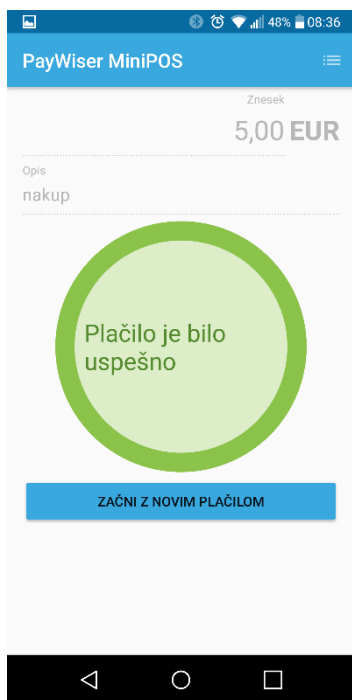 48% 08:36
PayWiser MiniPOS
Znesek
5,00 EUR
Opis
nakup
Plačilo je bilo
uspešno
ZAČNI Z NOVIM PLAČILOM